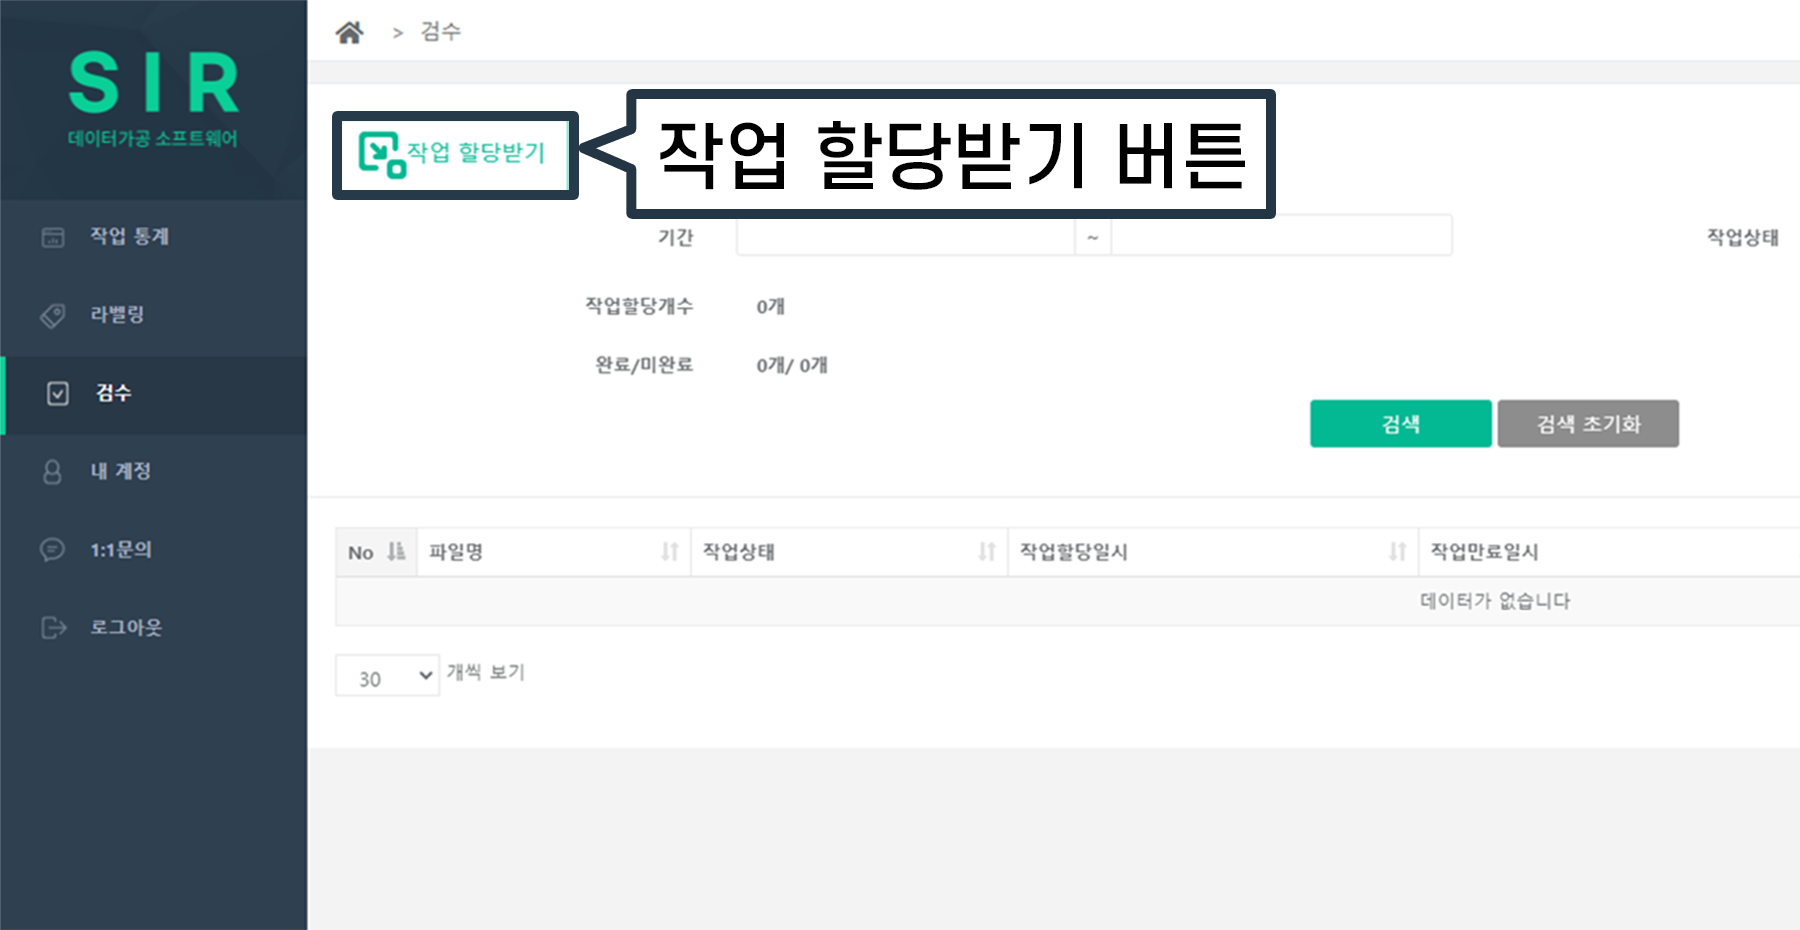 SIR
데이터가공 소프트웨어
작업 통계
라벨링
검수
내 계정
1:1문의
로그아웃
> 검수
작업 할당받기
작업 할당받기 버튼
기간 ~ 작업상태
작업할당개수 0개
완료/미완료 0개/ 0개
검색 검색 초기화
No 파일명 작업상태 작업할당일시 작업만료일시
데이터가 없습니다
30 개씩 보기